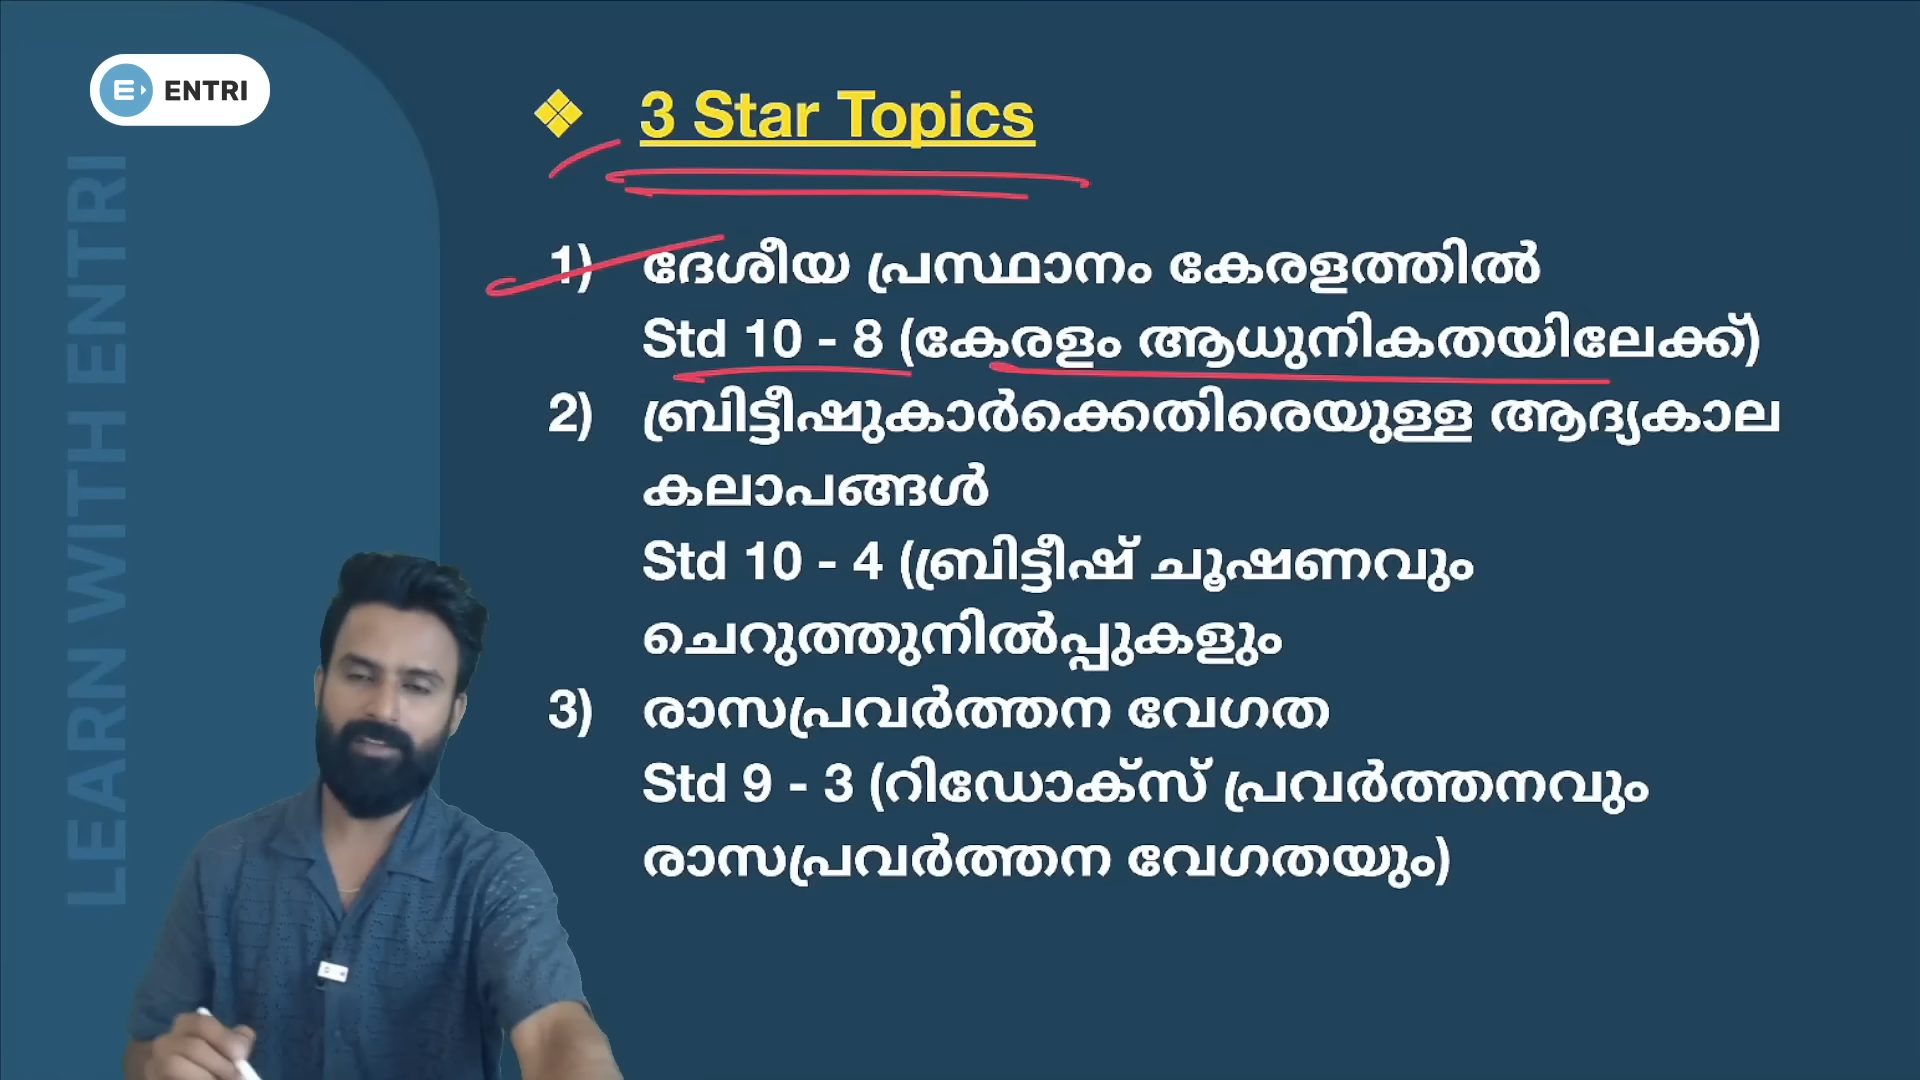 ENTRI
LEARN WITH ENTRI
❖ 3 Star Topics
1) ദേശീയ പ്രസ്ഥാനം കേരളത്തിൽ
Std 10 - 8 (കേരളം ആധുനികതയിലേക്ക്)
2) ബ്രിട്ടീഷുകാർക്കെതിരെയുള്ള ആദ്യകാല
കലാപങ്ങൾ
Std 10 - 4 (ബ്രിട്ടീഷ് ചൂഷണവും
ചെറുത്തുനിൽപ്പുകളും
3) രാസപ്രവർത്തന വേഗത
Std 9 - 3 (റിഡോക്സ് പ്രവർത്തനവും
രാസപ്രവർത്തന വേഗതയും)